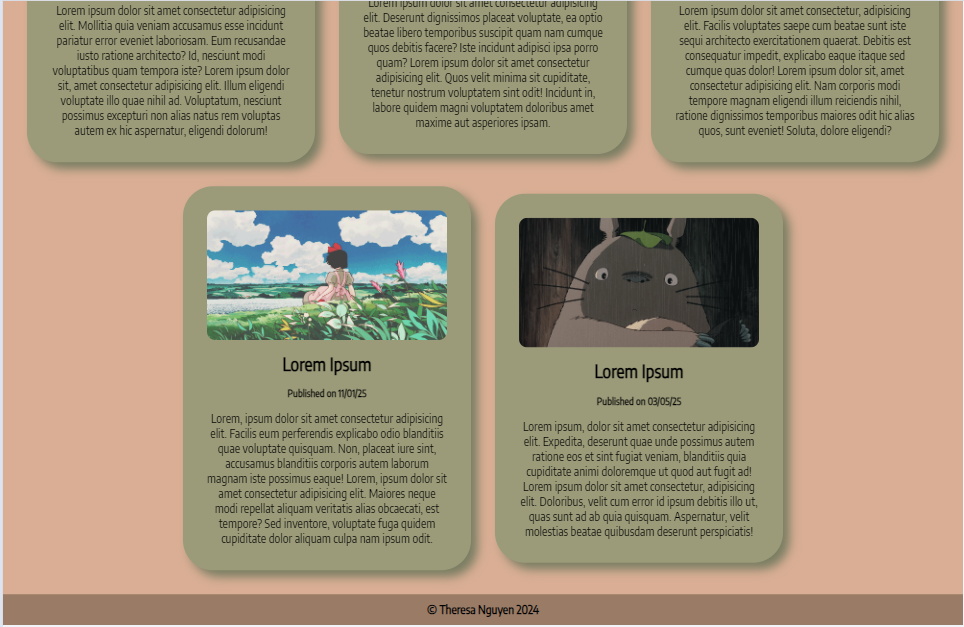 Lorem ipsum dolor sit amet consectetur adipisicing
elit. Mollitia quia veniam accusamus esse incidunt
pariatur error eveniet laboriosam. Eum recusandae
iusto ratione architecto? Id, nesciunt modi
voluptatibus quam tempora iste? Lorem ipsum dolor
sit, amet consectetur adipisicing elit. Illum eligendi
voluptate illo quae nihil ad. Voluptatum, nesciunt
possimus excepturi non alias natus rem voluptas
autem ex hic aspernatur, eligendi dolorum!
Lorem ipsum dolor sit amet consectetur adipisicing
elit. Deserunt dignissimos placeat voluptate, ea optio
beatae libero temporibus suscipit quam nam cumque
quos debitis facere? Iste incidunt adipisci ipsa porro
quam? Lorem ipsum dolor sit amet consectetur
adipisicing elit. Quos velit minima sit cupiditate,
tenetur nostrum voluptatem sint odit! Incidunt in,
labore quidem magni voluptatem doloribus amet
maxime aut asperiores ipsam.
Lorem ipsum dolor sit amet consectetur, adipisicing
elit. Facilis voluptates saepe cum beatae sunt iste
sequi architecto exercitationem quaerat. Debitis est
consequatur impedit, explicabo eaque itaque sed
cumque quas dolor! Lorem ipsum dolor sit, amet
consectetur adipisicing elit. Nam corporis modi
tempore magnam eligendi illum reiciendis nihil,
ratione dignissimos temporibus maiores odit hic alias
quos, sunt eveniet! Soluta, dolore eligendi?
Lorem Ipsum
Published on 11/01/25
Lorem, ipsum dolor sit amet consectetur adipisicing
elit. Facilis eum perferendis explicabo odio blanditiis
quae voluptate quisquam. Non, placeat iure sint,
accusamus blanditiis corporis autem laborum
magnam iste possimus eaque! Lorem, ipsum dolor sit
amet consectetur adipisicing elit. Maiores neque
modi repellat aliquam veritatis alias obcaecati, est
tempore? Sed inventore, voluptate fuga quidem
cupiditate dolor aliquam culpa nam ipsum odit.
Lorem Ipsum
Published on 03/05/25
Lorem ipsum, dolor sit amet consectetur adipisicing
elit. Expedita, deserunt quae unde possimus autem
ratione eos et sint fugiat veniam, blanditiis quia
cupiditate animi doloremque ut quod aut fugit ad!
Lorem ipsum dolor sit amet consectetur, adipisicing
elit. Doloribus, velit cum error id ipsum debitis illo ut,
quas sunt ad ab quia quisquam. Aspernatur, velit
molestias beatae quibusdam deserunt perspiciatis!
© Theresa Nguyen 2024